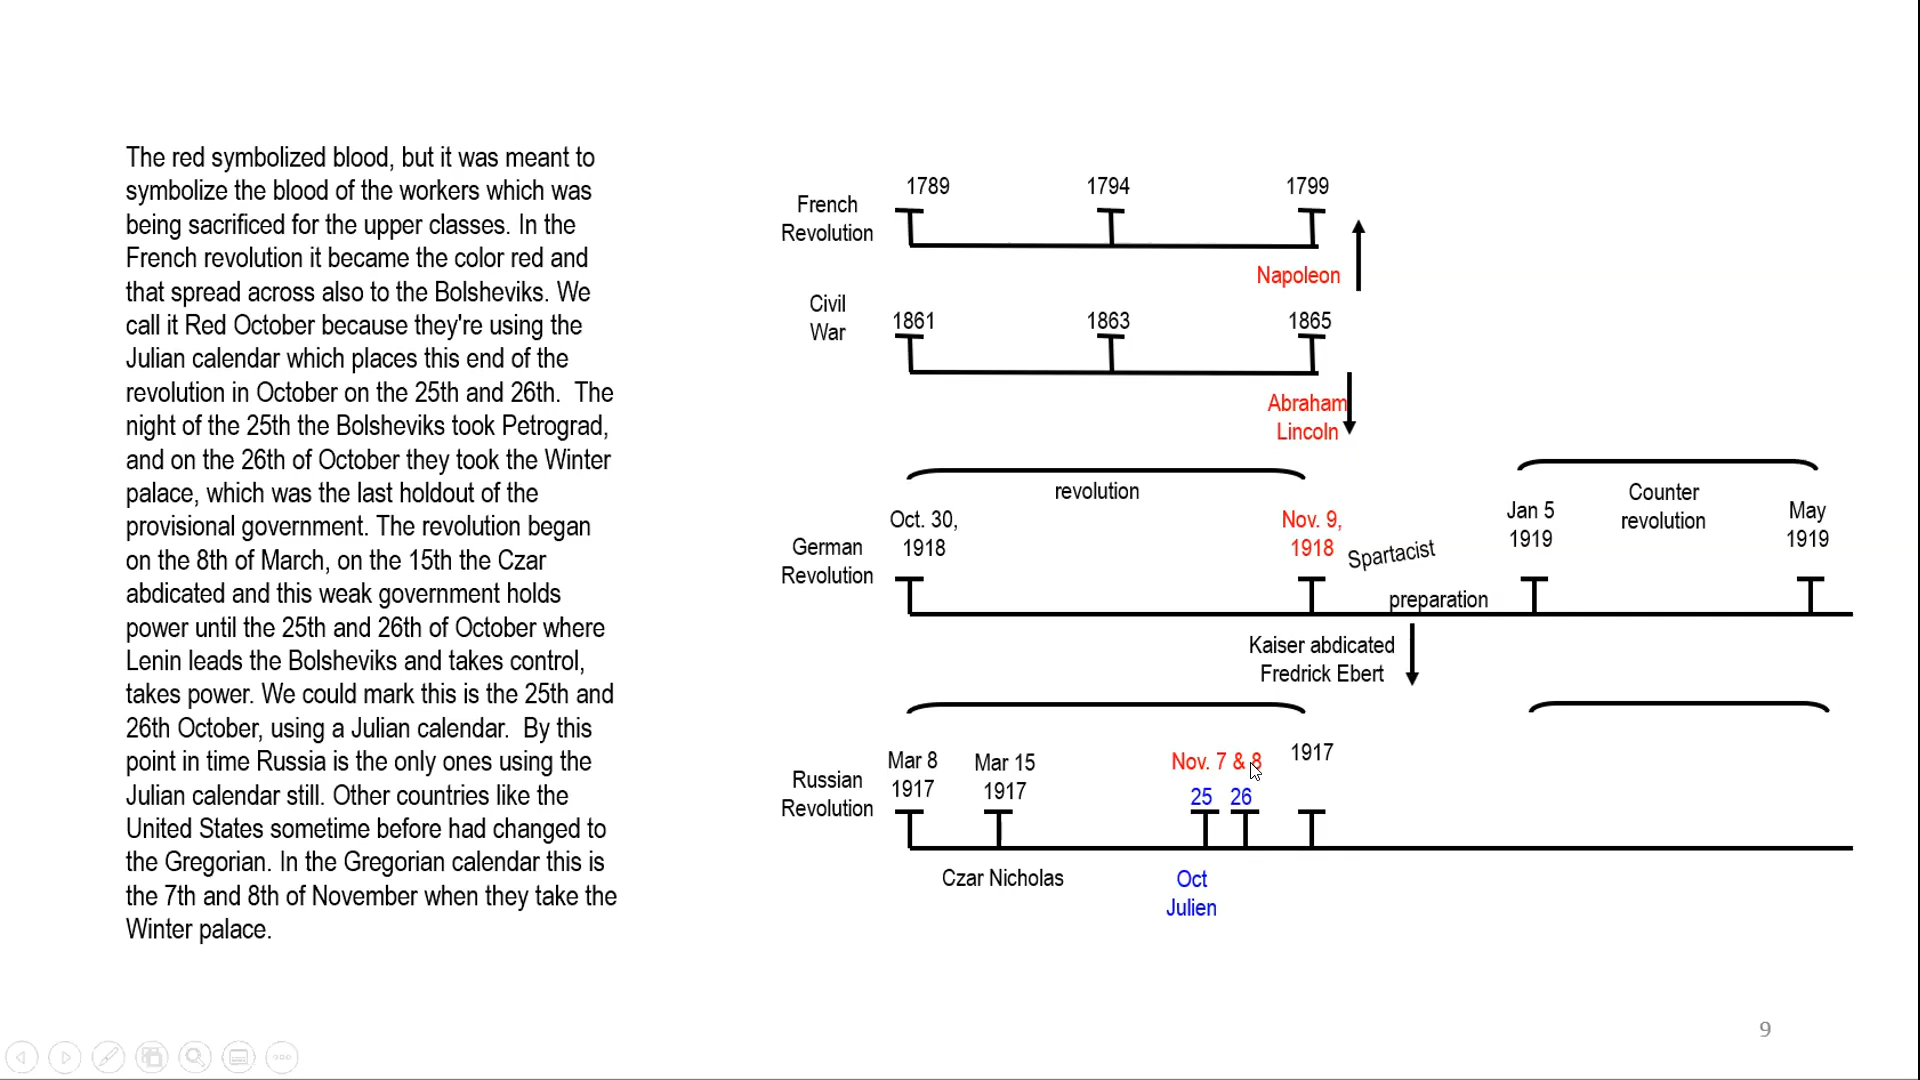 The red symbolized blood, but it was meant to
symbolize the blood of the workers which was
being sacrificed for the upper classes. In the
French revolution it became the color red and
that spread across also to the Bolsheviks. We
call it Red October because they're using the
Julian calendar which places this end of the
revolution in October on the 25th and 26th.  The
night of the 25th the Bolsheviks took Petrograd,
and on the 26th of October they took the Winter
palace, which was the last holdout of the
provisional government. The revolution began
on the 8th of March, on the 15th the Czar
abdicated and this weak government holds
power until the 25th and 26th of October where
Lenin leads the Bolsheviks and takes control,
takes power. We could mark this is the 25th and
26th October, using a Julian calendar.  By this
point in time Russia is the only ones using the
Julian calendar still. Other countries like the
United States sometime before had changed to
the Gregorian. In the Gregorian calendar this is
the 7th and 8th of November when they take the
Winter palace.
French
Revolution
1789
1794
1799
Napoleon
Civil
War
1861
1863
1865
Abraham
Lincoln
revolution
Counter
revolution
German
Revolution
Oct. 30,
1918
Nov. 9,
1918
Spartacist
preparation
Jan 5
1919
May
1919
Kaiser abdicated
Fredrick Ebert
Russian
Revolution
Mar 8
1917
Mar 15
1917
Nov. 7 & 8
25 26
1917
Czar Nicholas
Oct
Julien
9